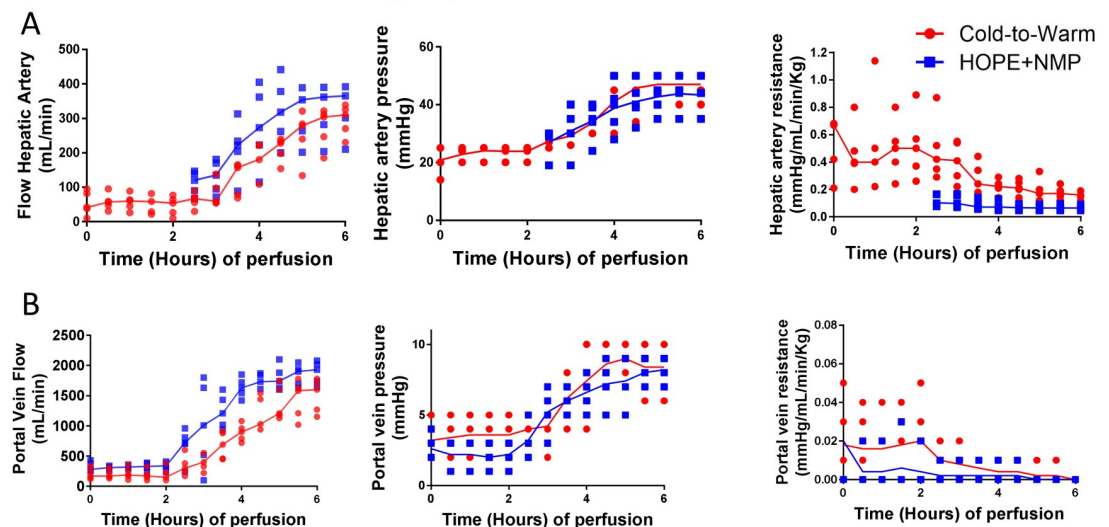 A
Flow Hepatic Artery
(mL/min)
500
400
300
200
100
0
0 2 4 6
Time (Hours) of perfusion
Hepatic artery pressure
(mmHg)
60
40
20
0
0 2 4 6
Time (Hours) of perfusion
Cold-to-Warm
HOPE+NMP
Hepatic artery resistance
(mmHg/mL/min/Kg)
1.2
1.0
0.8
0.6
0.4
0.2
0.0
0 2 4 6
Time (Hours) of perfusion
B
Portal Vein Flow
(mL/min)
2500
2000
1500
1000
500
0
0 2 4 6
Time (Hours) of perfusion
Portal vein pressure
(mmHg)
10
5
0
0 2 4 6
Time (Hours) of perfusion
Portal vein resistance
(mmHg/mL/min/Kg)
0.08
0.06
0.04
0.02
0.00
0 2 4 6
Time (Hours) of perfusion